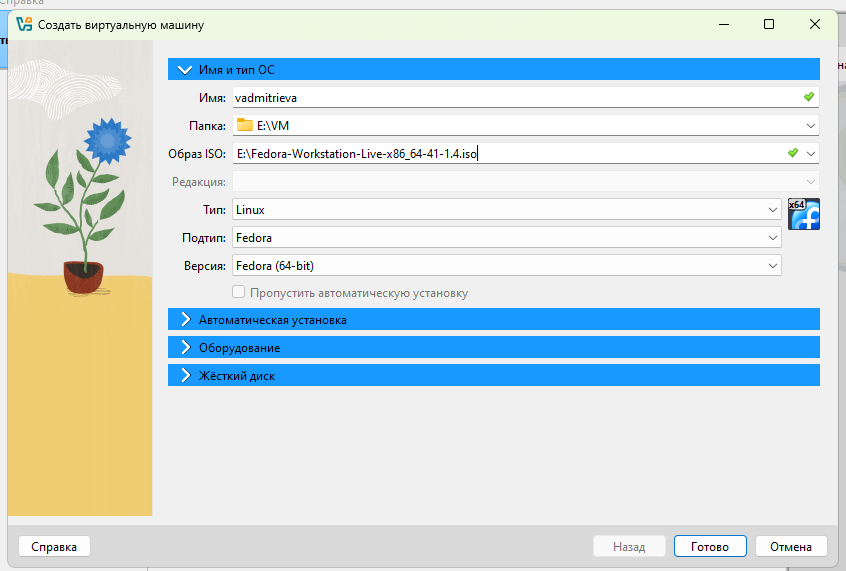 Справка
Создать виртуальную машину
Имя и тип ОС
Имя: vadmitrieva
Папка: E:\VM
Образ ISO: E:\Fedora-Workstation-Live-x86_64-41-1.4.iso
Редакция:
Тип: Linux
x64
Подтип: Fedora
Версия: Fedora (64-bit)
Пропустить автоматическую установку
Автоматическая установка
Оборудование
Жёсткий диск
Справка Назад Готово Отмена